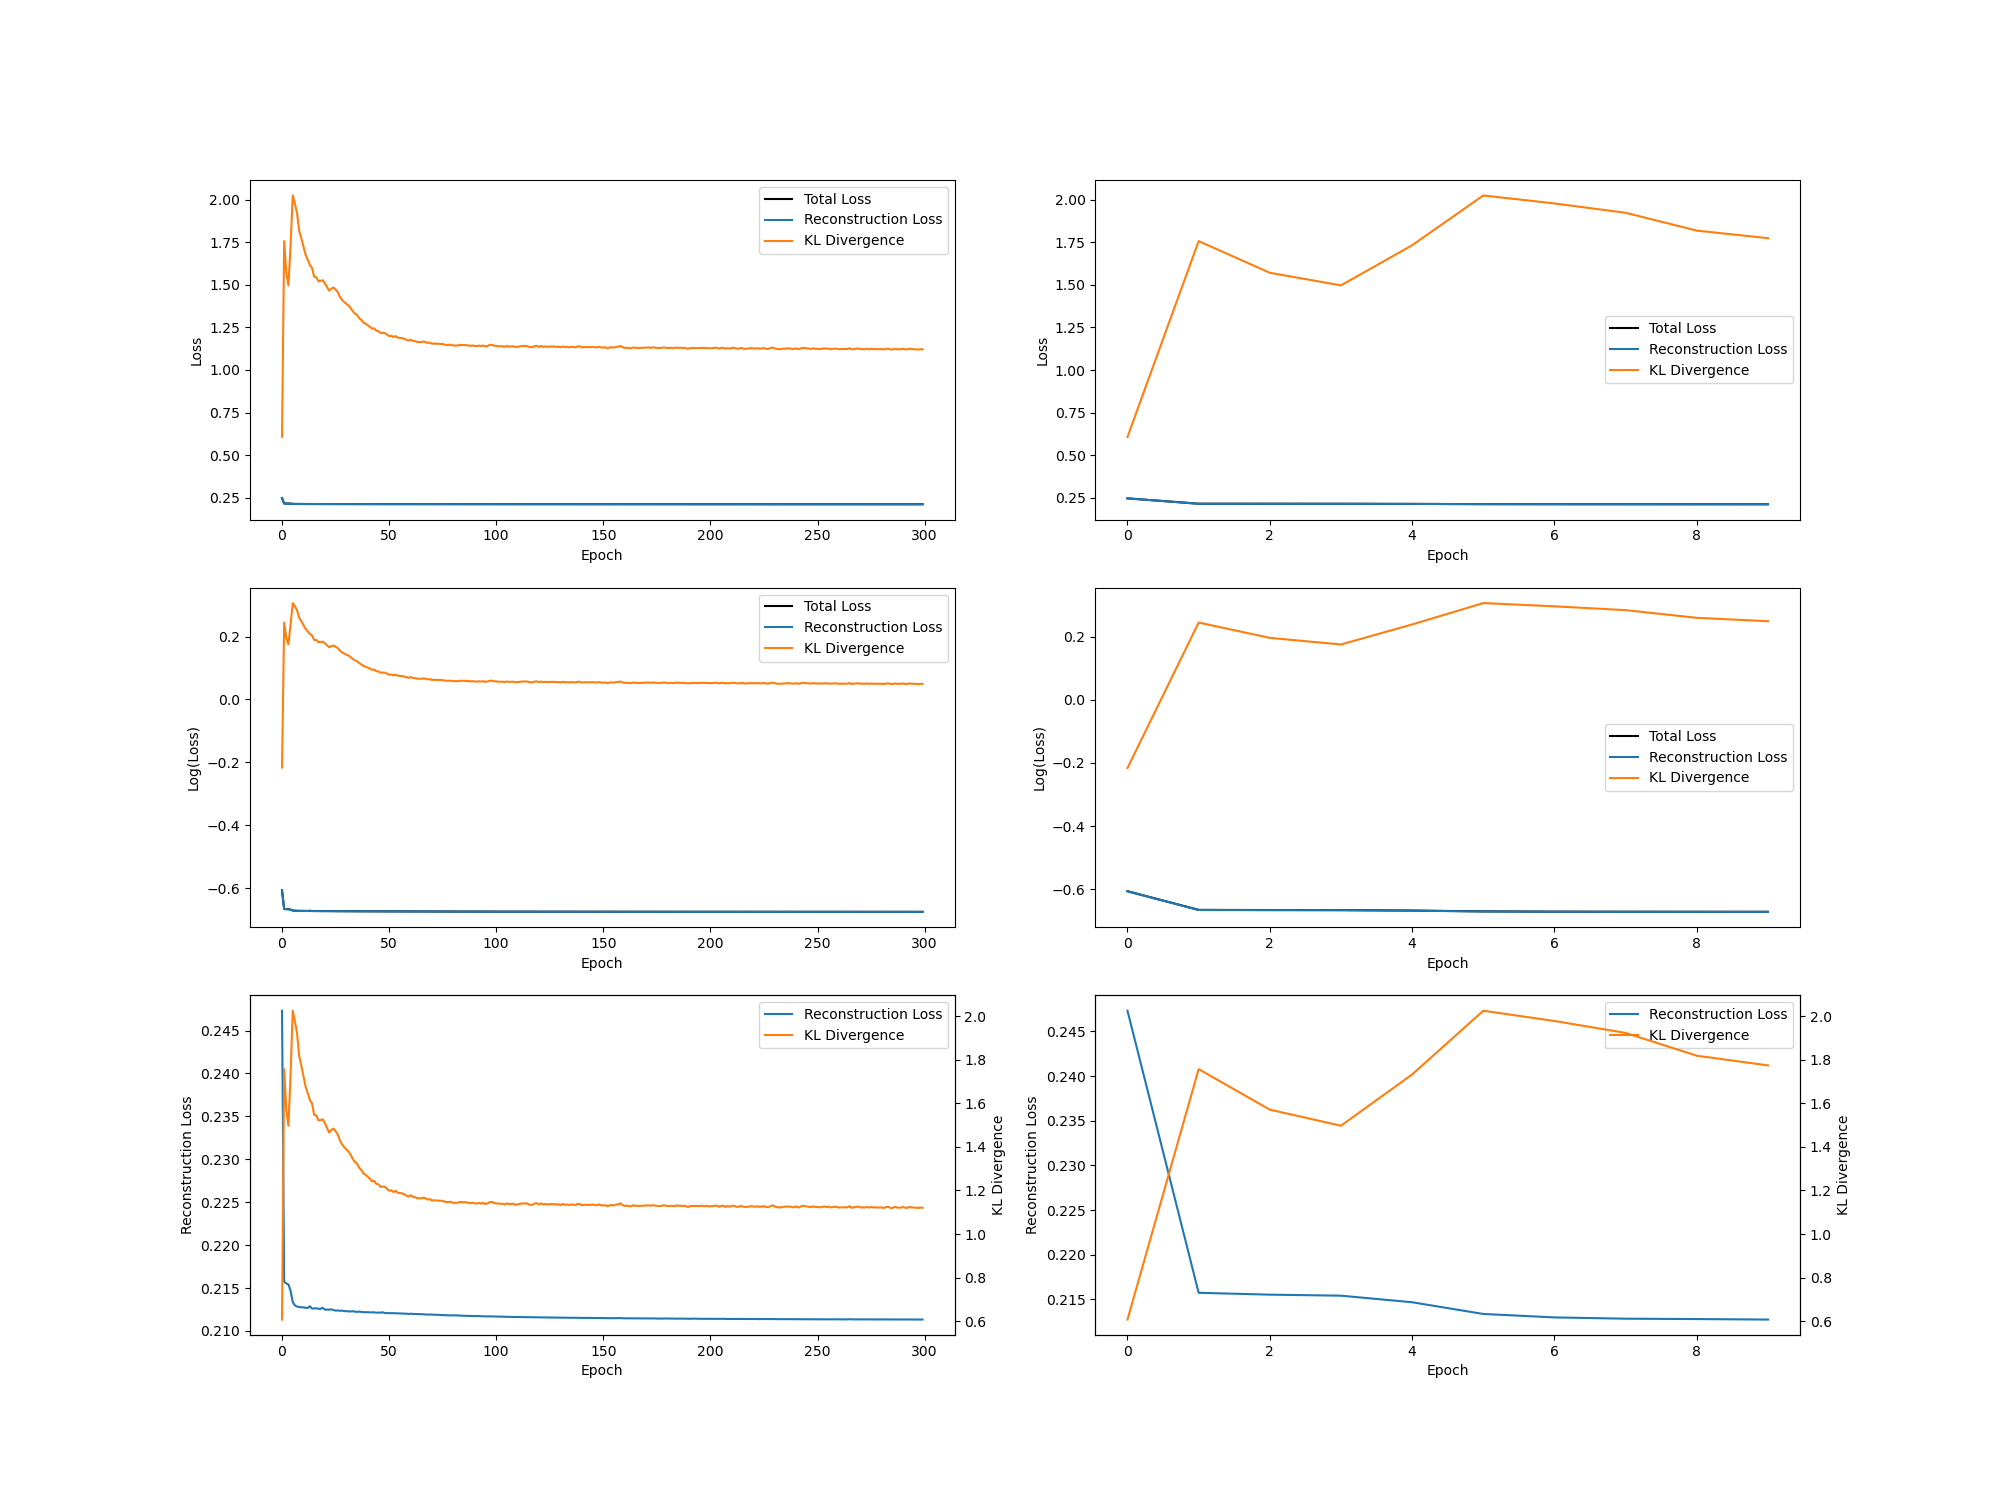 2.00
1.75
1.50
1.25
1.00
0.75
0.50
0.25
Loss
Total Loss
Reconstruction Loss
KL Divergence
0 50 100 150 200 250 300
Epoch
2.00
1.75
1.50
1.25
1.00
0.75
0.50
0.25
Loss
Total Loss
Reconstruction Loss
KL Divergence
0 2 4 6 8
Epoch
0.2
0.0
−0.2
−0.4
−0.6
Log(Loss)
Total Loss
Reconstruction Loss
KL Divergence
0 50 100 150 200 250 300
Epoch
0.2
0.0
−0.2
−0.4
−0.6
Log(Loss)
Total Loss
Reconstruction Loss
KL Divergence
0 2 4 6 8
Epoch
0.245
0.240
0.235
0.230
0.225
0.220
0.215
0.210
Reconstruction Loss
Reconstruction Loss
KL Divergence
2.0
1.8
1.6
1.4
1.2
1.0
0.8
0.6
KL Divergence
0 50 100 150 200 250 300
Epoch
0.245
0.240
0.235
0.230
0.225
0.220
0.215
Reconstruction Loss
Reconstruction Loss
KL Divergence
2.0
1.8
1.6
1.4
1.2
1.0
0.8
0.6
KL Divergence
0 2 4 6 8
Epoch